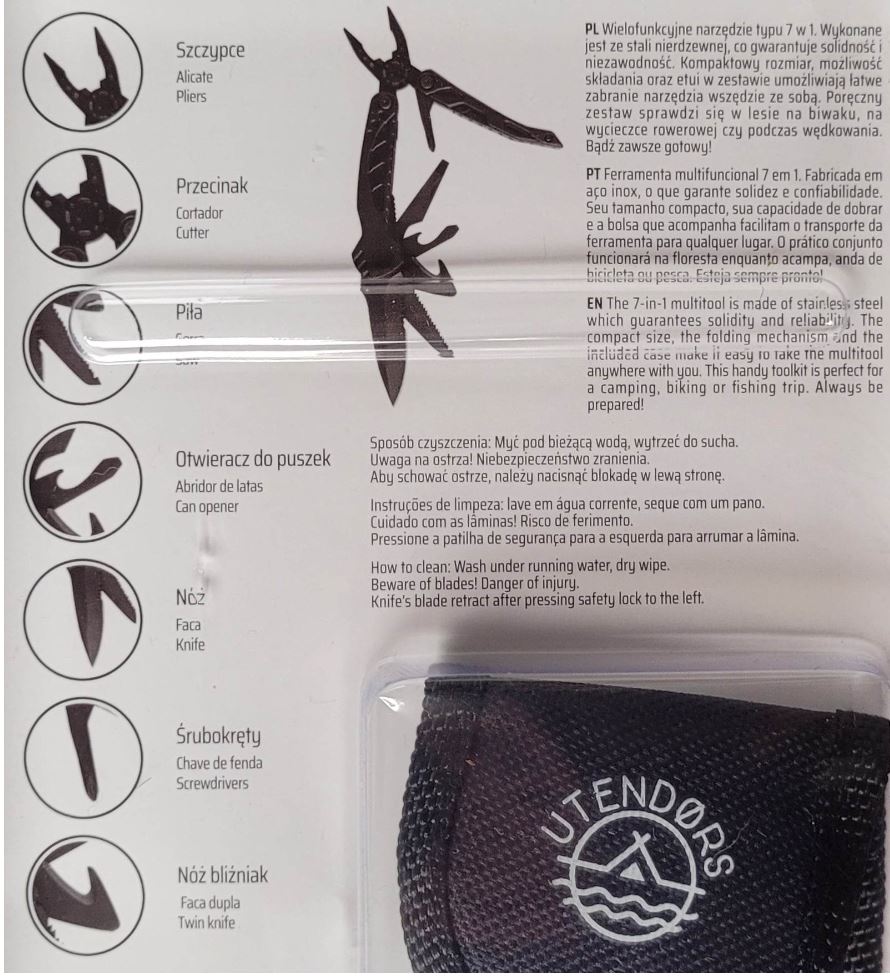 Szczypce
Alicate
Pliers
Przecinak
Cortador
Cutter
Piła
Otwieracz do puszek
Abridor de latas
Can opener
Nóż
Faca
Knife
Śrubokręty
Chave de fenda
Screwdrivers
Nóż bliźniak
Faca dupla
Twin knife
PL Wielofunkcyjne narzędzie typu 7 w 1. Wykonane
jest ze stali nierdzewnej, co gwarantuje solidność i
niezawodność. Kompaktowy rozmiar, możliwość
składania oraz etui w zestawie umożliwiają łatwe
zabranie narzędzia wszędzie ze sobą. Poręczny
zestaw sprawdzi się w lesie na biwaku, na
wycieczce rowerowej czy podczas wędkowania.
Bądź zawsze gotowy!
PT Ferramenta multifuncional 7 em 1. Fabricada em
aço inox, o que garante solidez e confiabilidade.
Seu tamanho compacto, sua capacidade de dobrar
e a bolsa que acompanha facilitam o transporte da
ferramenta para qualquer lugar. O prático conjunto
funcionará na floresta enquanto acampa, anda de
bicicleta ou pesca. Esteja sempre pronto!
EN The 7-in-1 multitool is made of stainless steel
which guarantees solidity and reliability. The
compact size, the folding mechanism and the
included case make it easy to take the multitool
anywhere with you. This handy toolkit is perfect for
a camping, biking or fishing trip. Always be
prepared!
Sposób czyszczenia: Myć pod bieżącą wodą, wytrzeć do sucha.
Uwaga na ostrza! Niebezpieczeństwo zranienia.
Aby schować ostrze, należy nacisnąć blokadę w lewą stronę.
Instruções de limpeza: lave em água corrente, seque com um pano.
Cuidado com as lâminas! Risco de ferimento.
Pressione a patilha de segurança para a esquerda para arrumar a lâmina.
How to clean: Wash under running water, dry wipe.
Beware of blades! Danger of injury.
Knife's blade retract after pressing safety lock to the left.
UTENDØRS